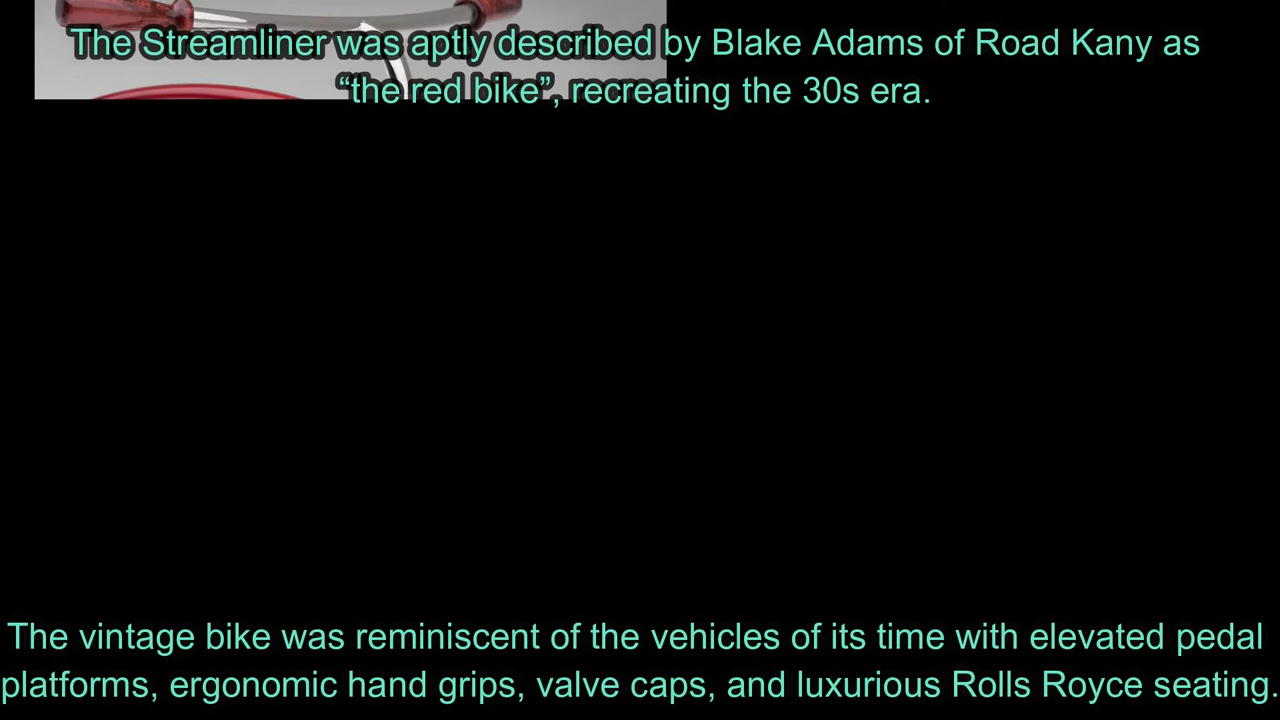 The Streamliner was aptly described by Blake Adams of Road Kany as
“the red bike”, recreating the 30s era.
The vintage bike was reminiscent of the vehicles of its time with elevated pedal
platforms, ergonomic hand grips, valve caps, and luxurious Rolls Royce seating.